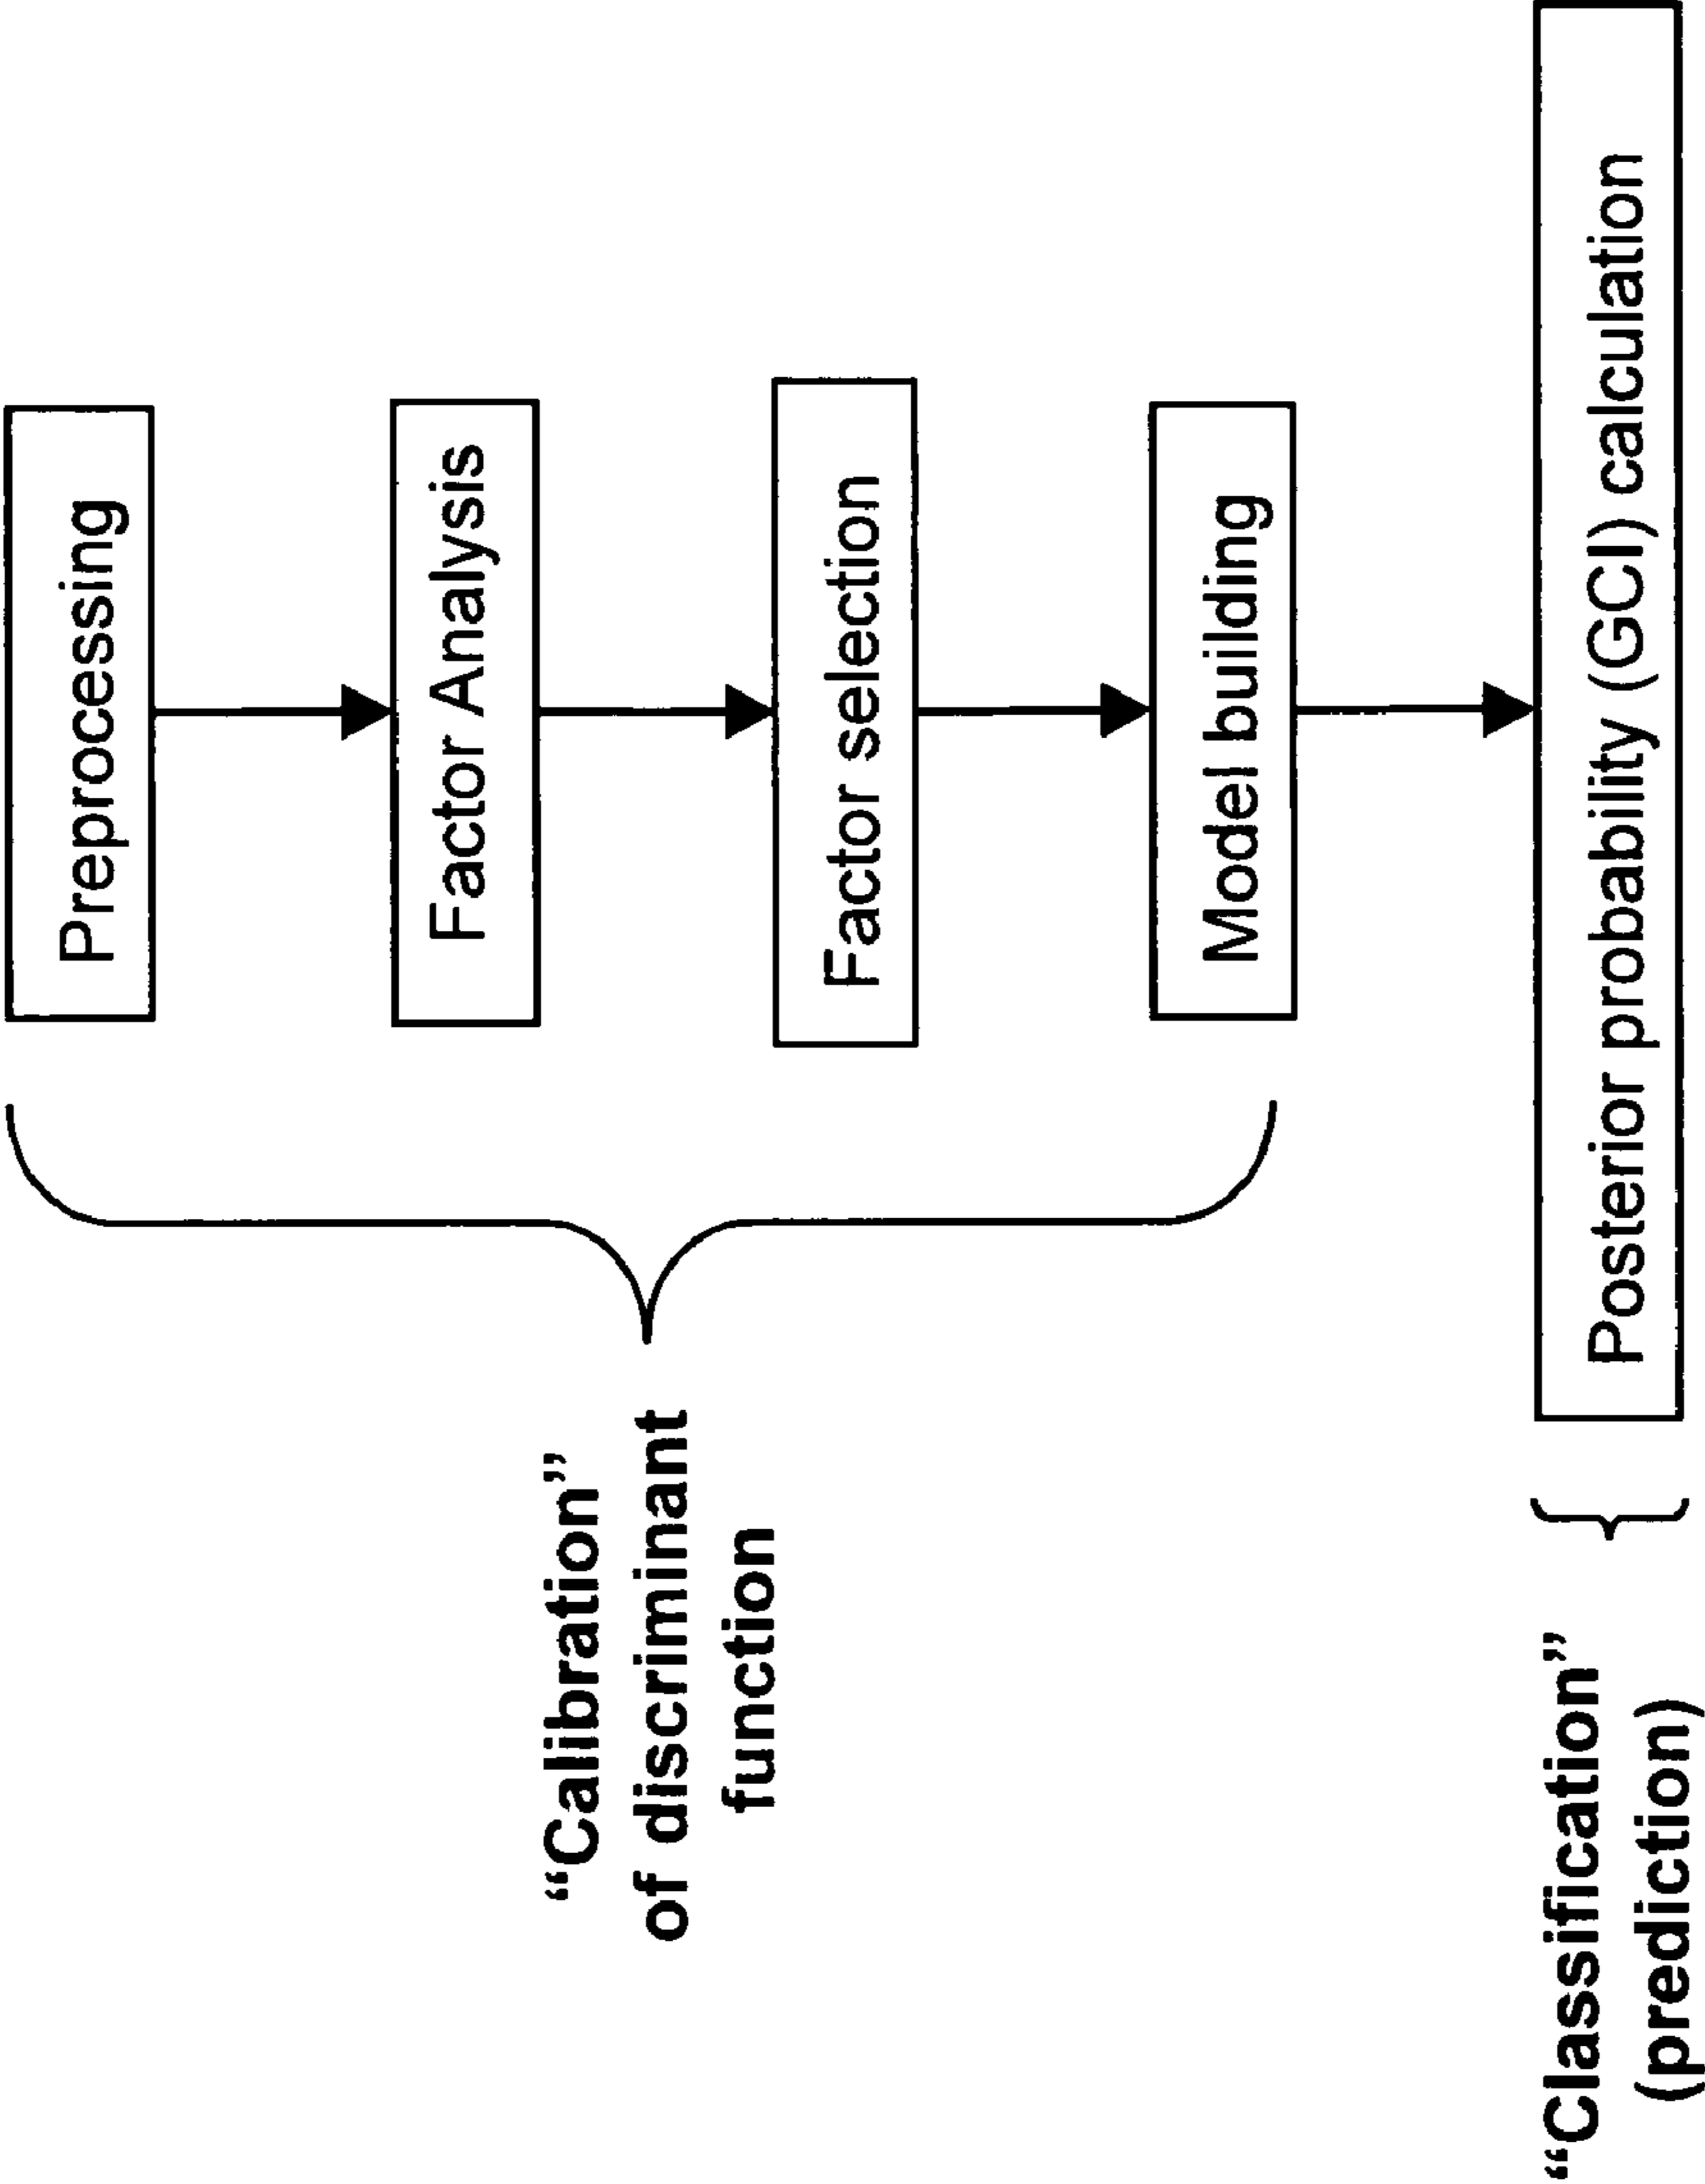 Preprocessing
Factor Analysis
“Calibration”
of discriminant
function
Factor selection
Model building
“Classification”
(prediction)
Posterior probability (GCI) calculation